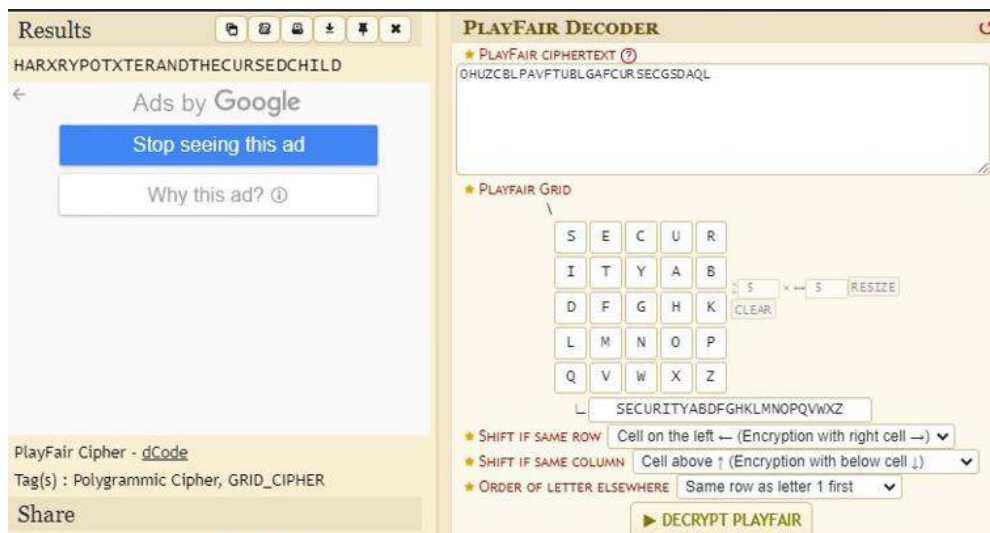 Results
HARXRYPOTXTERANDTHECURSEDCHILD
Ads by Google
Stop seeing this ad
Why this ad?
PlayFair Cipher - dCode
Tag(s) : Polygrammic Cipher, GRID_CIPHER
Share
PLAYFAIR DECODER
★ PLAYFAIR CIPHERTEXT ?
OHUZCBLPAVFTUBLGAFCURSECGSDAQL
★ PLAYFAIR GRID
\
S E C U R
I T Y A B
D F G H K
L M N O P
Q V W X Z
5 × 5 RESIZE
CLEAR
SECURITYABDFGHKLMNOPQVWXZ
★ SHIFT IF SAME ROW Cell on the left ← (Encryption with right cell →)
★ SHIFT IF SAME COLUMN Cell above ↑ (Encryption with below cell ↓)
★ ORDER OF LETTER ELSEWHERE Same row as letter 1 first
▶ DECRYPT PLAYFAIR